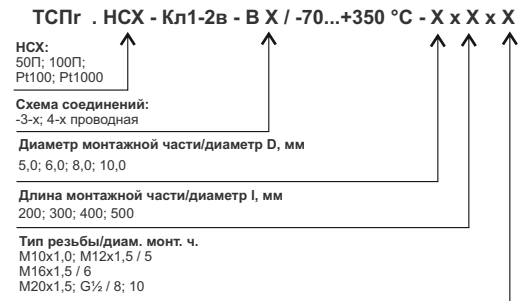 ТСПг . НСХ - Кл1-2в - В Х / -70...+350 °С - Х х Х х Х
НСХ:
50П; 100П;
Pt100; Pt1000
Схема соединений:
-3-х; 4-х проводная
Диаметр монтажной части/диаметр D, мм
5,0; 6,0; 8,0; 10,0
Длина монтажной части/диаметр l, мм
200; 300; 400; 500
Тип резьбы/диам. монт. ч.
М10х1,0; М12х1,5 / 5
М16х1,5 / 6
М20х1,5; G½ / 8; 10